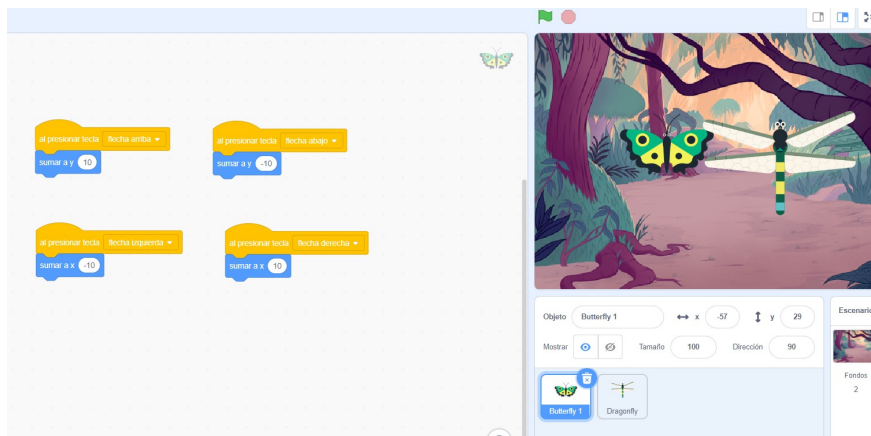 al presionar tecla flecha arriba
sumar a y 10
al presionar tecla flecha abajo
sumar a y -10
al presionar tecla flecha izquierda
sumar a x -10
al presionar tecla flecha derecha
sumar a x 10
Objeto Butterfly 1 x -57 y 29
Mostrar Tamaño 100 Dirección 90
Butterfly 1
Dragonfly
Escenario
Fondos
2